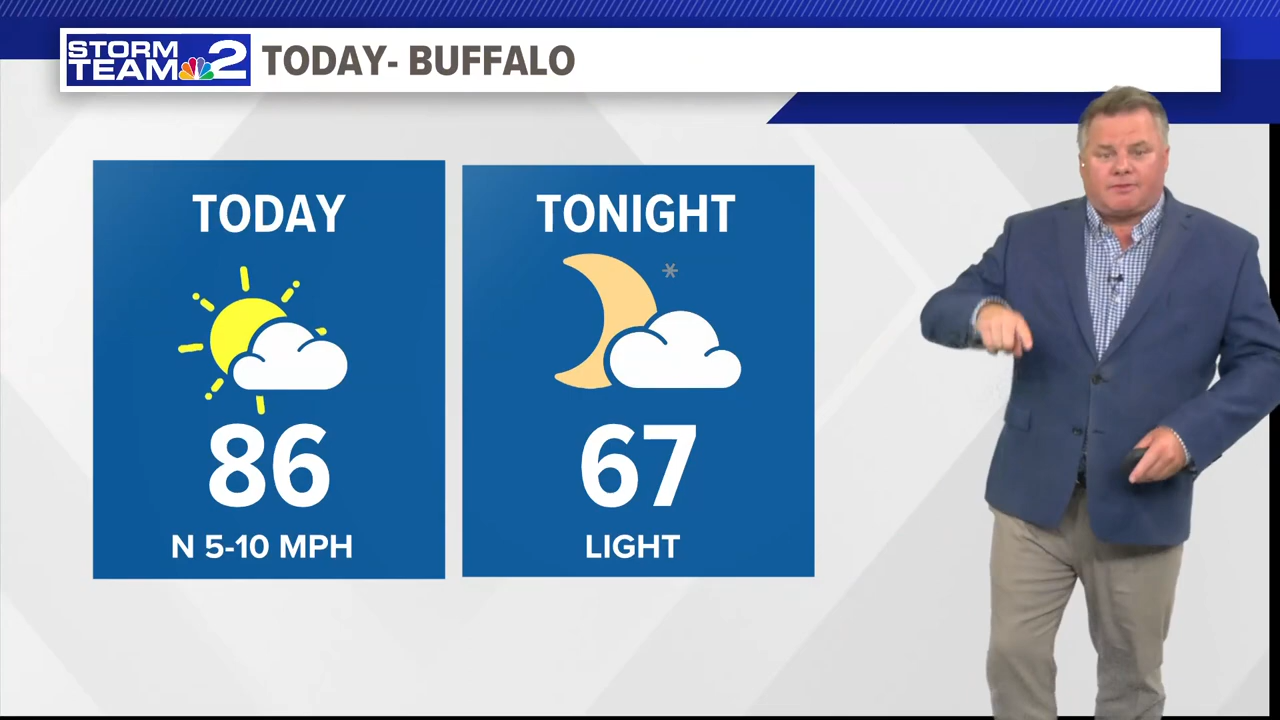 STORM
TEAM 2
TODAY- BUFFALO
TODAY
86
N 5-10 MPH
TONIGHT
67
LIGHT